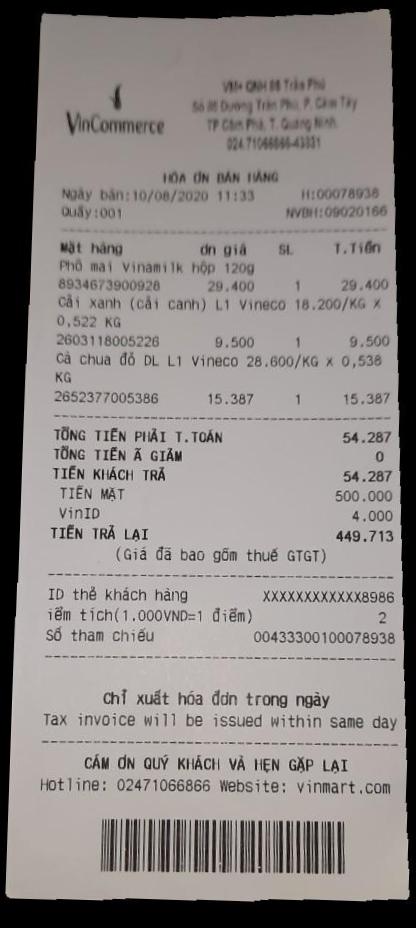 VinCommerce
VM+ QNH 86 Trần Phú
Số 86 Đường Trần Phú, P. Cẩm Tây
TP Cẩm Phả, T. Quảng Ninh
024.71066866-43331
HÓA ƠN BÁN HÀNG
Ngày bán:10/08/2020 11:33 H:00078938
Quầy:001 NVBH:09020166
Mặt hàng ơn giá SL T.Tiền
Phô mai Vinamilk hộp 120g
8934673900928 29.400 1 29.400
Cải xanh (cải canh) L1 Vineco 18.200/KG X
0,522 KG
2603118005226 9.500 1 9.500
Cà chua đỏ DL L1 Vineco 28.600/KG X 0,538
KG
2652377005386 15.387 1 15.387
TỔNG TIỀN PHẢI T.TOÁN 54.287
TỔNG TIỀN Ã GIẢM 0
TIỀN KHÁCH TRẢ 54.287
TIỀN MẶT 500.000
VinID 4.000
TIỀN TRẢ LẠI 449.713
(Giá đã bao gồm thuế GTGT)
ID thẻ khách hàng XXXXXXXXXXXX8986
iểm tích(1.000VND=1 điểm) 2
Số tham chiếu 00433300100078938
Chỉ xuất hóa đơn trong ngày
Tax invoice will be issued within same day
CẢM ƠN QUÝ KHÁCH VÀ HẸN GẶP LẠI
Hotline: 02471066866 Website: vinmart.com